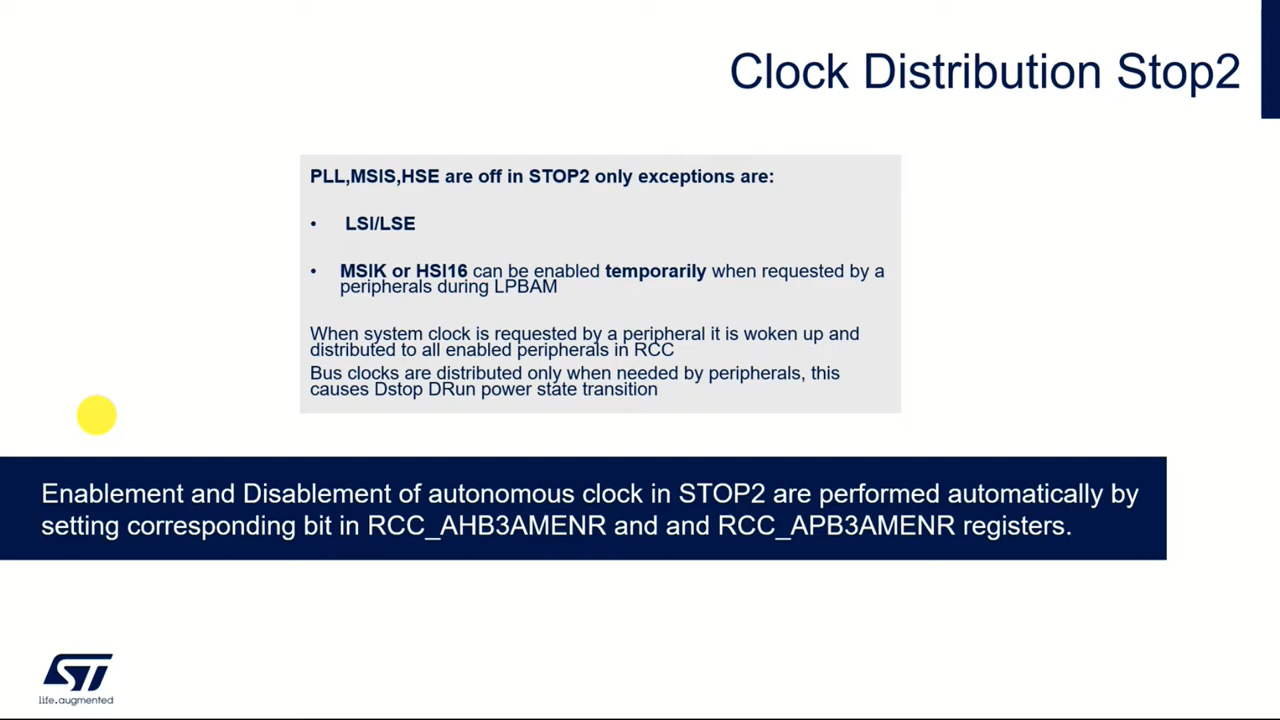 Clock Distribution Stop2
PLL,MSIS,HSE are off in STOP2 only exceptions are:
• LSI/LSE
• MSIK or HSI16 can be enabled temporarily when requested by a
peripherals during LPBAM
When system clock is requested by a peripheral it is woken up and
distributed to all enabled peripherals in RCC
Bus clocks are distributed only when needed by peripherals, this
causes Dstop DRun power state transition
Enablement and Disablement of autonomous clock in STOP2 are performed automatically by
setting corresponding bit in RCC_AHB3AMENR and and RCC_APB3AMENR registers.
ST
life.augmented